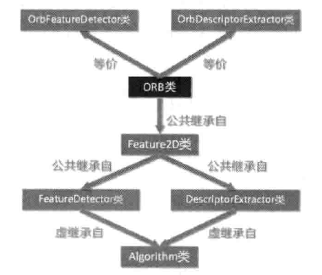 OrbFeatureDetector类
OrbDescriptorExtractor类
等价
等价
ORB类
公共继承自
Feature2D类
公共继承自
公共继承自
FeatureDetector类
DescriptorExtractor类
虚继承自
虚继承自
Algorithm类